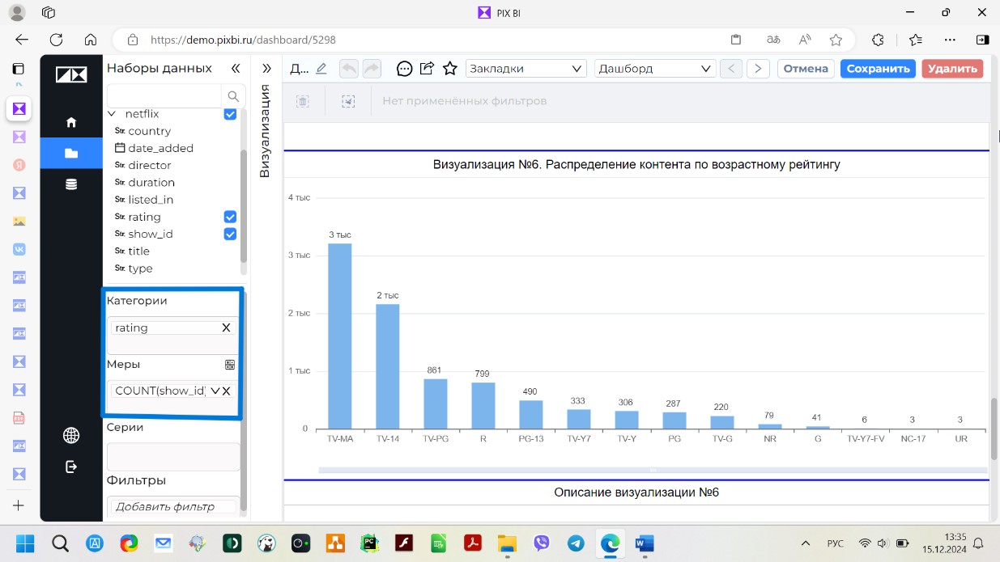 PIX BI
https://demo.pixbi.ru/dashboard/5298
Наборы данных
netflix
Str. country
date_added
Str. director
Str. duration
Str. listed_in
Str. rating
Str. show_id
Str. title
Str. type
Категории
rating
Меры
COUNT(show_id)
Серии
Фильтры
Добавить фильтр
Визуализация
Д...
Закладки
Дашборд
Отмена
Сохранить
Удалить
Нет применённых фильтров
Визуализация №6. Распределение контента по возрастному рейтингу
4 тыс
3 тыс
2 тыс
1 тыс
0
3 тыс
2 тыс
861
799
490
333
306
287
220
79
41
6
3
3
TV-MA TV-14 TV-PG R PG-13 TV-Y7 TV-Y PG TV-G NR G TV-Y7-FV NC-17 UR
Описание визуализации №6
РУС
13:35
15.12.2024